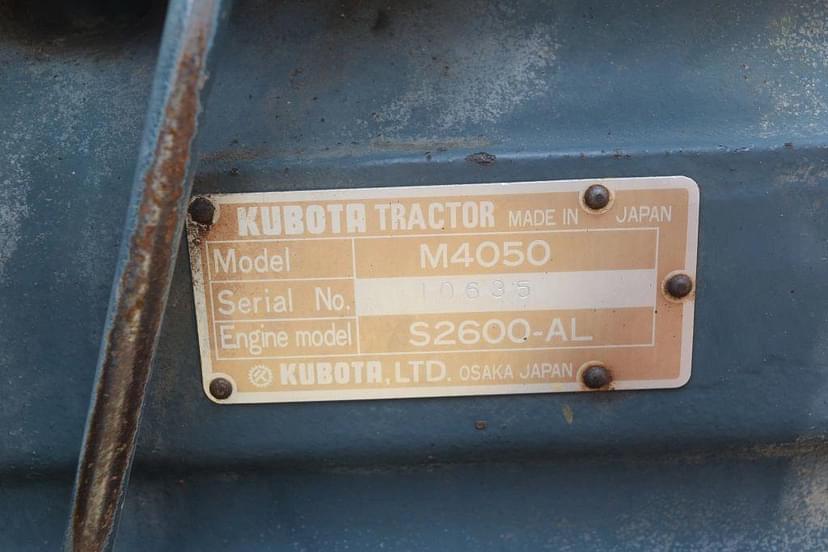 KUBOTA TRACTOR MADE IN JAPAN
Model M4050
Serial No. 10635
Engine model S2600-AL
KUBOTA, LTD. OSAKA JAPAN